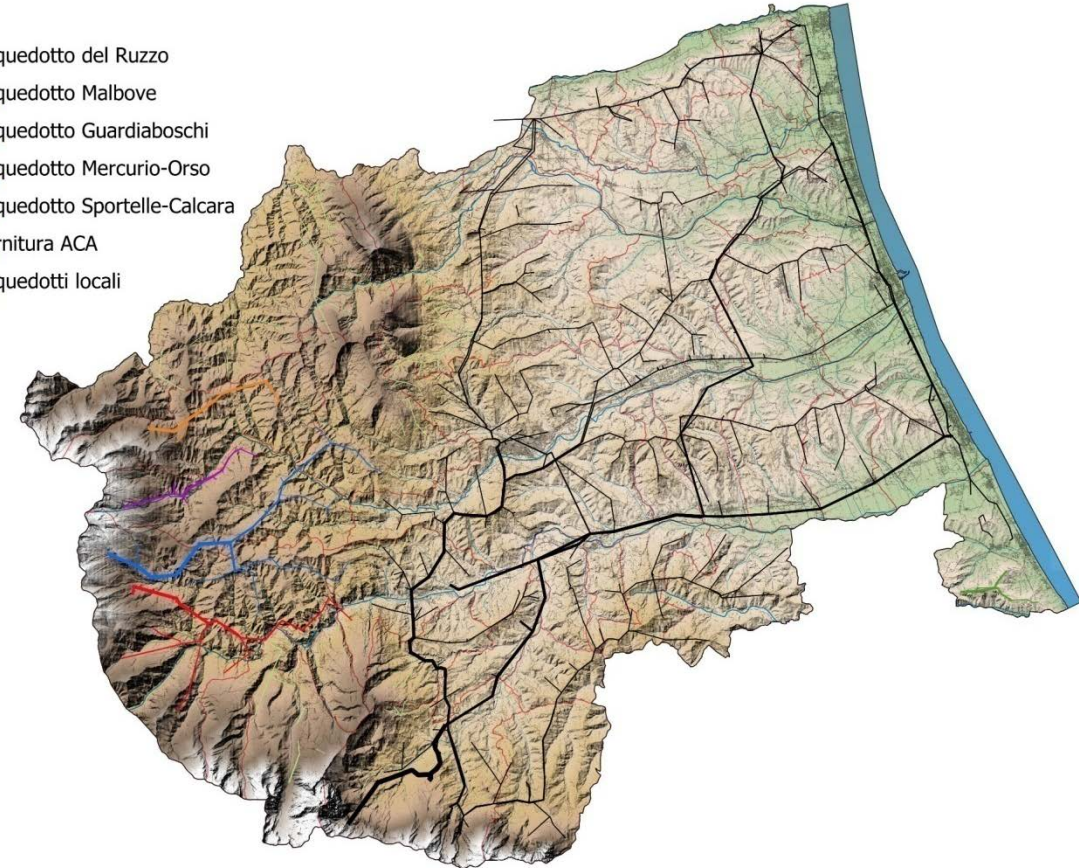 quedotto del Ruzzo
quedotto Malbove
quedotto Guardiaboschi
quedotto Mercurio-Orso
quedotto Sportelle-Calcara
rnitura ACA
quedotti locali